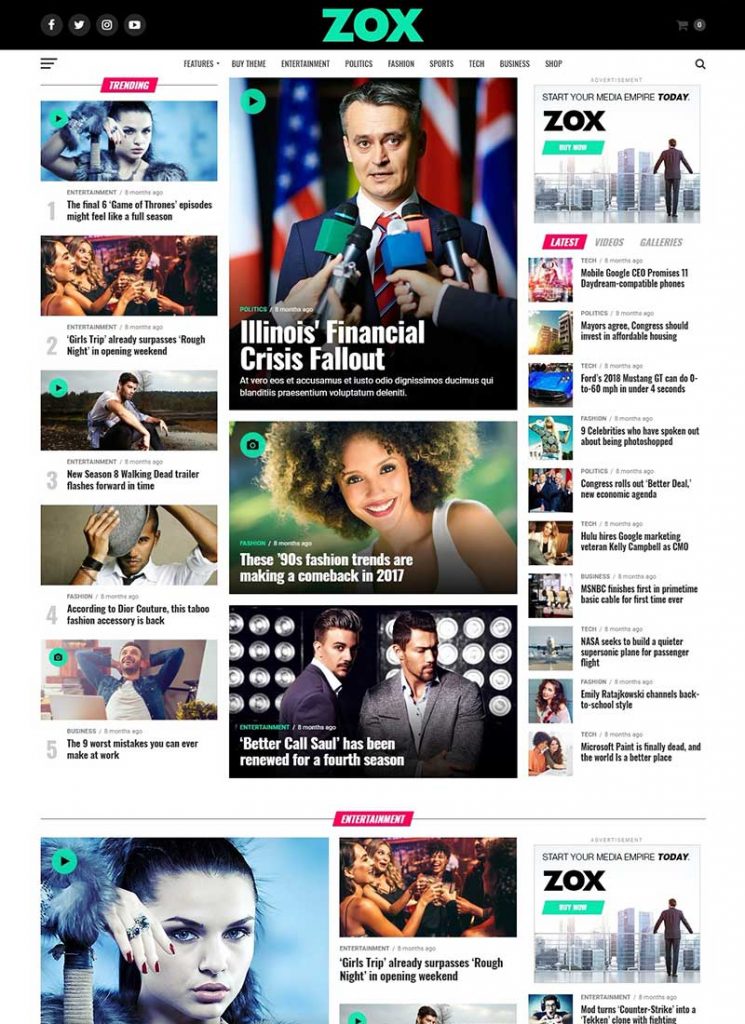 ZOX
0
FEATURES
BUY THEME
ENTERTAINMENT
POLITICS
FASHION
SPORTS
TECH
BUSINESS
SHOP
TRENDING
ENTERTAINMENT / 8 months ago
1
The final 6 ‘Game of Thrones’ episodes
might feel like a full season
ENTERTAINMENT / 8 months ago
2
‘Girls Trip’ already surpasses ‘Rough
Night’ in opening weekend
ENTERTAINMENT / 8 months ago
3
New Season 8 Walking Dead trailer
flashes forward in time
FASHION / 8 months ago
4
According to Dior Couture, this taboo
fashion accessory is back
BUSINESS / 8 months ago
5
The 9 worst mistakes you can ever
make at work
POLITICS / 8 months ago
Illinois' Financial
Crisis Fallout
At vero eos et accusamus et iusto odio dignissimos ducimus qui
blanditiis praesentium voluptatum deleniti.
FASHION / 8 months ago
These ’90s fashion trends are
making a comeback in 2017
ENTERTAINMENT / 8 months ago
‘Better Call Saul’ has been
renewed for a fourth season
ADVERTISEMENT
START YOUR MEDIA EMPIRE TODAY.
ZOX
BUY NOW
LATEST
VIDEOS
GALLERIES
TECH / 8 months ago
Mobile Google CEO Promises 11
Daydream-compatible phones
POLITICS / 8 months ago
Mayors agree, Congress should
invest in affordable housing
TECH / 8 months ago
Ford’s 2018 Mustang GT can do 0-
to-60 mph in under 4 seconds
FASHION / 8 months ago
9 Celebrities who have spoken out
about being photoshopped
POLITICS / 8 months ago
Congress rolls out ‘Better Deal,’
new economic agenda
TECH / 8 months ago
Hulu hires Google marketing
veteran Kelly Campbell as CMO
BUSINESS / 8 months ago
MSNBC finishes first in primetime
basic cable for first time ever
TECH / 8 months ago
NASA seeks to build a quieter
supersonic plane for passenger
flight
FASHION / 8 months ago
Emily Ratajkowski channels back-
to-school style
TECH / 8 months ago
Microsoft Paint is finally dead, and
the world Is a better place
ENTERTAINMENT
ENTERTAINMENT / 8 months ago
‘Girls Trip’ already surpasses ‘Rough
Night’ in opening weekend
ADVERTISEMENT
START YOUR MEDIA EMPIRE TODAY.
ZOX
BUY NOW
ENTERTAINMENT / 8 months ago
Mod turns ‘Counter-Strike’ into a
‘Tekken’ clone with fighting